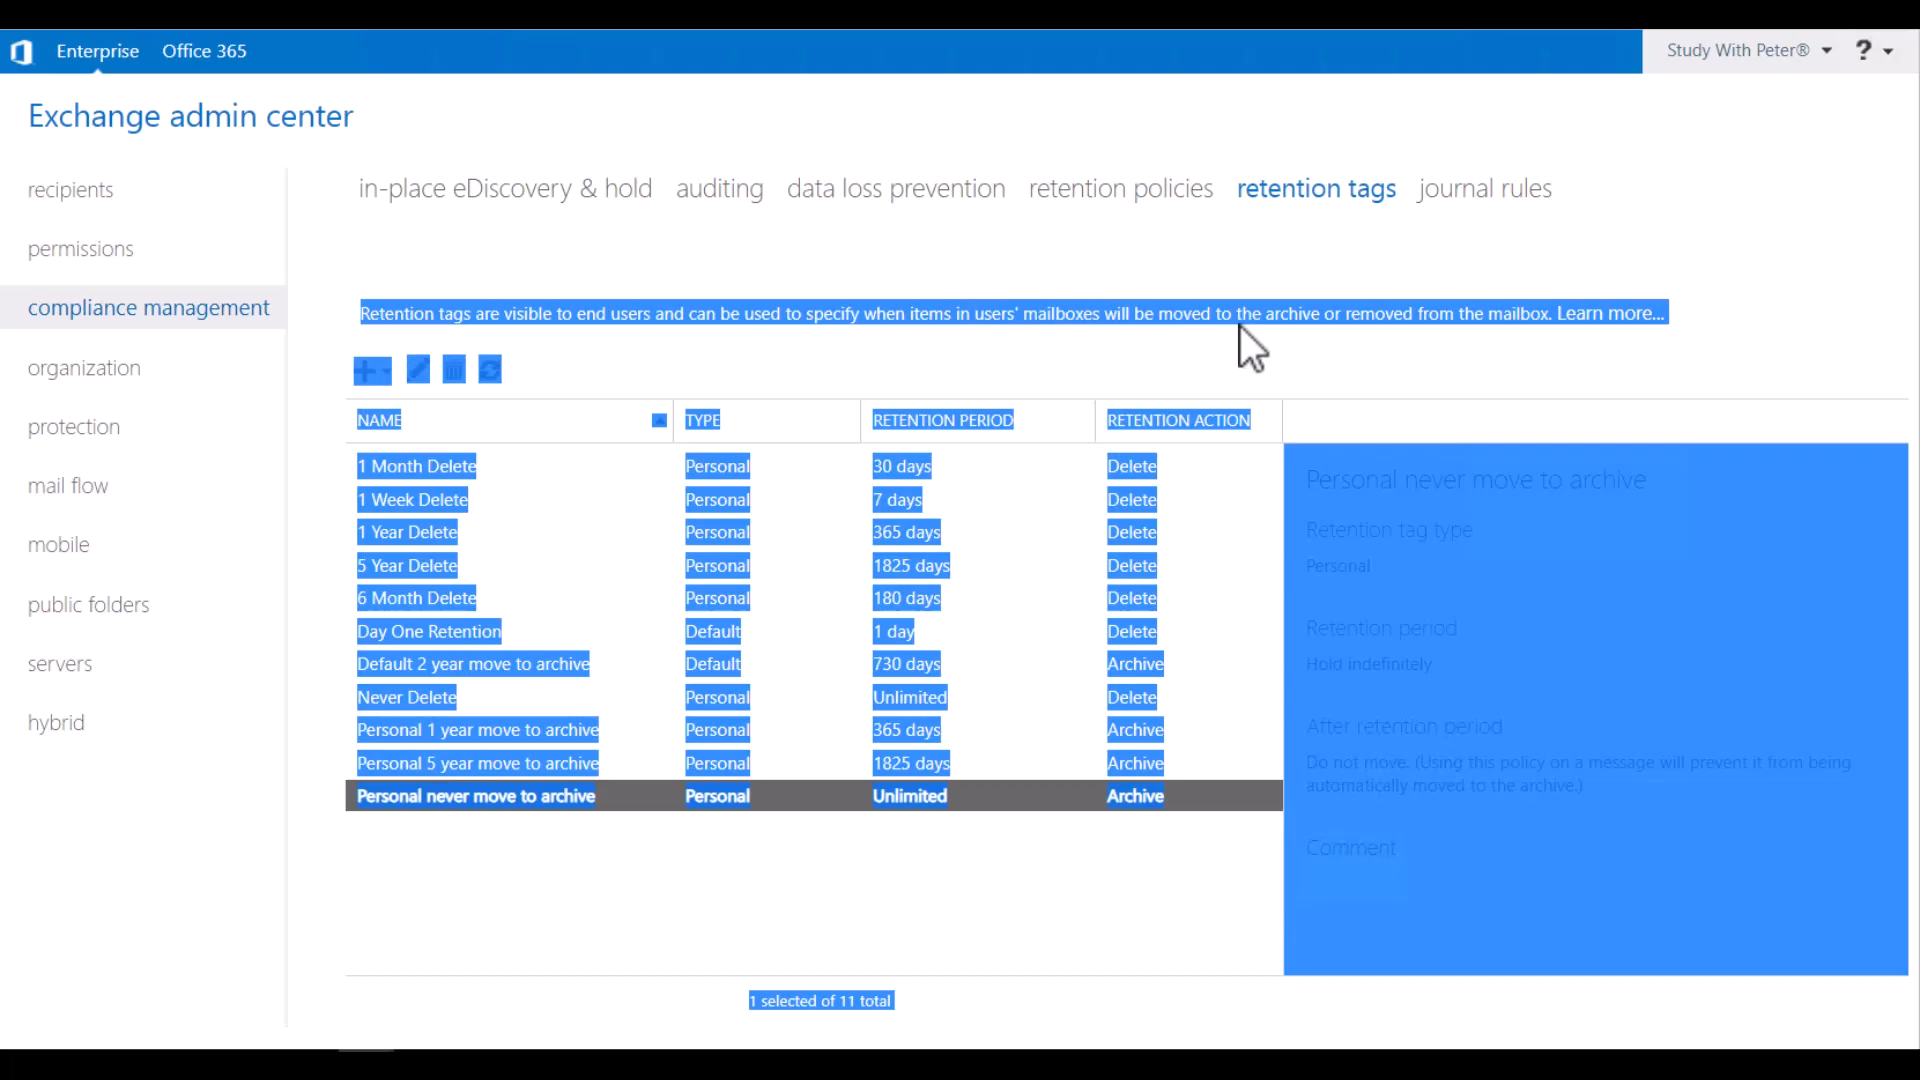 Enterprise Office 365 Study With Peter® ?
Exchange admin center
recipients
permissions
compliance management
organization
protection
mail flow
mobile
public folders
servers
hybrid
in-place eDiscovery & hold auditing data loss prevention retention policies retention tags journal rules
Retention tags are visible to end users and can be used to specify when items in users' mailboxes will be moved to the archive or removed from the mailbox. Learn more...
NAME TYPE RETENTION PERIOD RETENTION ACTION
1 Month Delete Personal 30 days Delete
1 Week Delete Personal 7 days Delete
1 Year Delete Personal 365 days Delete
5 Year Delete Personal 1825 days Delete
6 Month Delete Personal 180 days Delete
Day One Retention Default 1 day Delete
Default 2 year move to archive Default 730 days Archive
Never Delete Personal Unlimited Delete
Personal 1 year move to archive Personal 365 days Archive
Personal 5 year move to archive Personal 1825 days Archive
Personal never move to archive Personal Unlimited Archive
Personal never move to archive
Retention tag type
Personal
Retention period
Hold indefinitely
After retention period
Do not move. (Using this policy on a message will prevent it from being
automatically moved to the archive.)
Comment
1 selected of 11 total